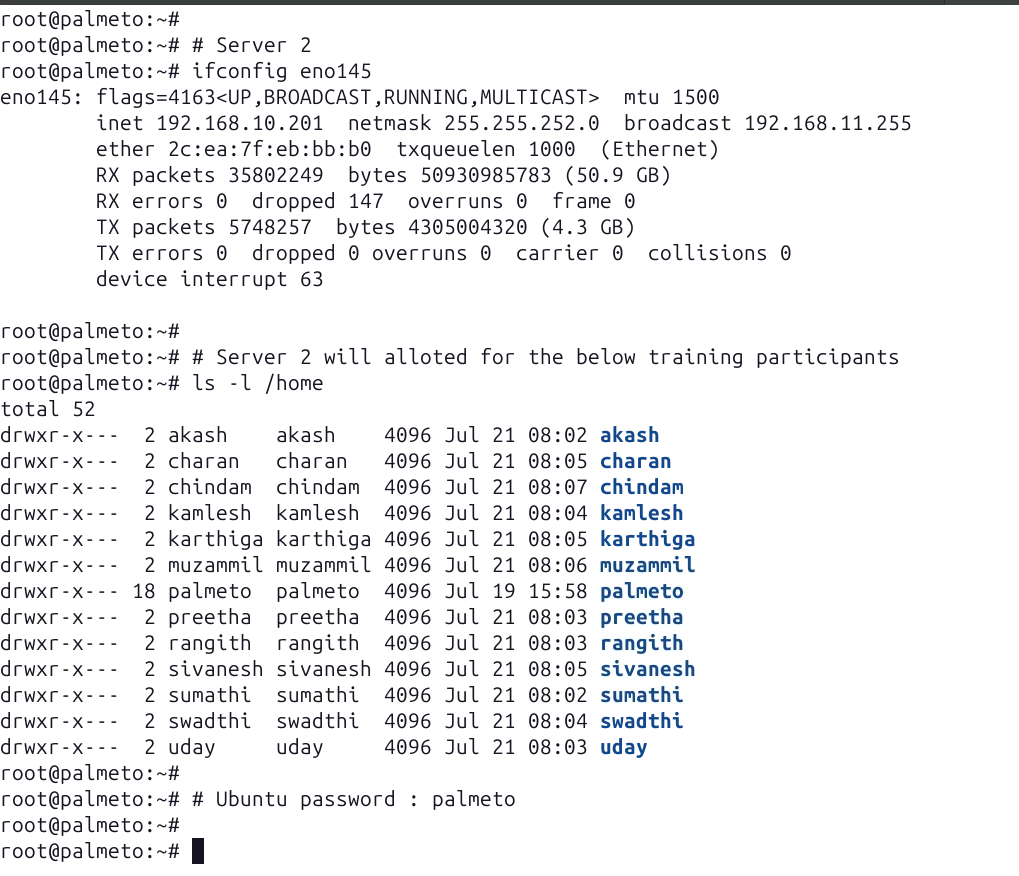 root@palmeto:~#
root@palmeto:~# # Server 2
root@palmeto:~# ifconfig eno145
eno145: flags=4163<UP,BROADCAST,RUNNING,MULTICAST>  mtu 1500
        inet 192.168.10.201  netmask 255.255.252.0  broadcast 192.168.11.255
        ether 2c:ea:7f:eb:bb:b0  txqueuelen 1000  (Ethernet)
        RX packets 35802249  bytes 50930985783 (50.9 GB)
        RX errors 0  dropped 147  overruns 0  frame 0
        TX packets 5748257  bytes 4305004320 (4.3 GB)
        TX errors 0  dropped 0 overruns 0  carrier 0  collisions 0
        device interrupt 63
root@palmeto:~#
root@palmeto:~# # Server 2 will alloted for the below training participants
root@palmeto:~# ls -l /home
total 52
drwxr-x---  2 akash    akash    4096 Jul 21 08:02 akash
drwxr-x---  2 charan   charan   4096 Jul 21 08:05 charan
drwxr-x---  2 chindam  chindam  4096 Jul 21 08:07 chindam
drwxr-x---  2 kamlesh  kamlesh  4096 Jul 21 08:04 kamlesh
drwxr-x---  2 karthiga karthiga 4096 Jul 21 08:05 karthiga
drwxr-x---  2 muzammil muzammil 4096 Jul 21 08:06 muzammil
drwxr-x--- 18 palmeto  palmeto  4096 Jul 19 15:58 palmeto
drwxr-x---  2 preetha  preetha  4096 Jul 21 08:03 preetha
drwxr-x---  2 rangith  rangith  4096 Jul 21 08:03 rangith
drwxr-x---  2 sivanesh sivanesh 4096 Jul 21 08:05 sivanesh
drwxr-x---  2 sumathi  sumathi  4096 Jul 21 08:02 sumathi
drwxr-x---  2 swadthi  swadthi  4096 Jul 21 08:04 swadthi
drwxr-x---  2 uday     uday     4096 Jul 21 08:03 uday
root@palmeto:~#
root@palmeto:~# # Ubuntu password : palmeto
root@palmeto:~#
root@palmeto:~#